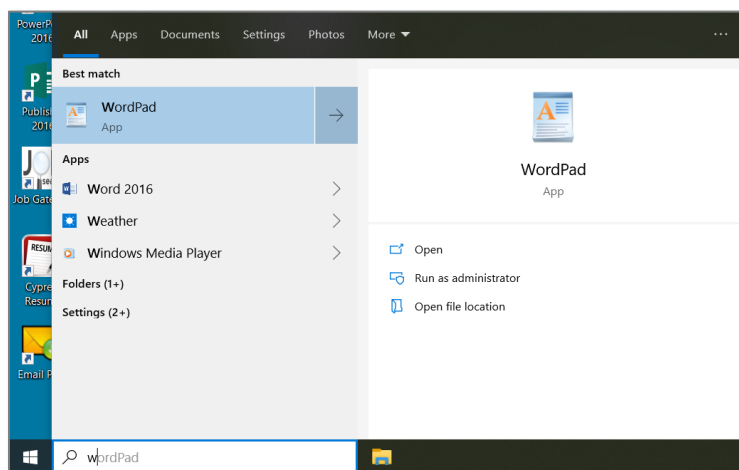 PowerP
2016
All Apps Documents Settings Photos More
Best match
WordPad
App
Apps
Word 2016
Weather
Windows Media Player
Folders (1+)
Settings (2+)
WordPad
App
Open
Run as administrator
Open file location
Publis
2016
JO
Job Gate
RESUM
Cypre
Resun
Email P
wordPad